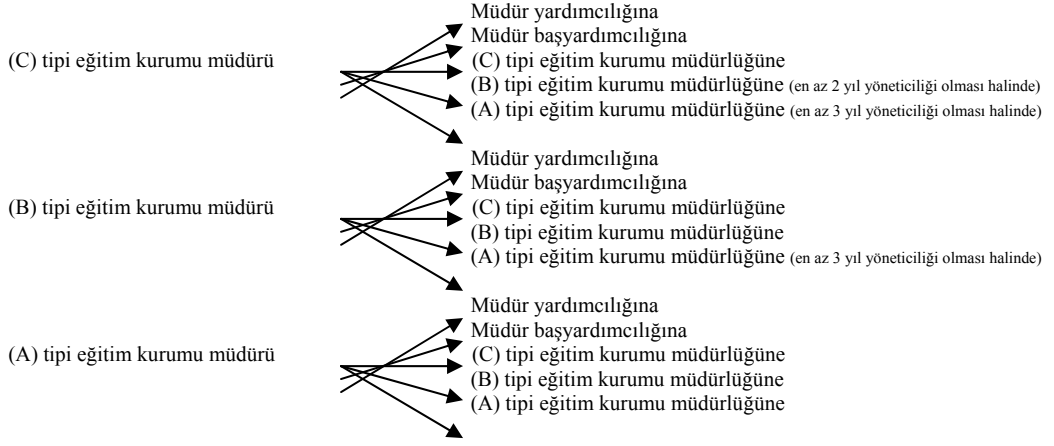 Müdür yardımcılığına
Müdür başyardımcılığına
(C) tipi eğitim kurumu müdürü
(C) tipi eğitim kurumu müdürlüğüne
(B) tipi eğitim kurumu müdürlüğüne (en az 2 yıl yöneticiliği olması halinde)
(A) tipi eğitim kurumu müdürlüğüne (en az 3 yıl yöneticiliği olması halinde)
Müdür yardımcılığına
Müdür başyardımcılığına
(B) tipi eğitim kurumu müdürü
(C) tipi eğitim kurumu müdürlüğüne
(B) tipi eğitim kurumu müdürlüğüne
(A) tipi eğitim kurumu müdürlüğüne (en az 3 yıl yöneticiliği olması halinde)
Müdür yardımcılığına
Müdür başyardımcılığına
(A) tipi eğitim kurumu müdürü
(C) tipi eğitim kurumu müdürlüğüne
(B) tipi eğitim kurumu müdürlüğüne
(A) tipi eğitim kurumu müdürlüğüne